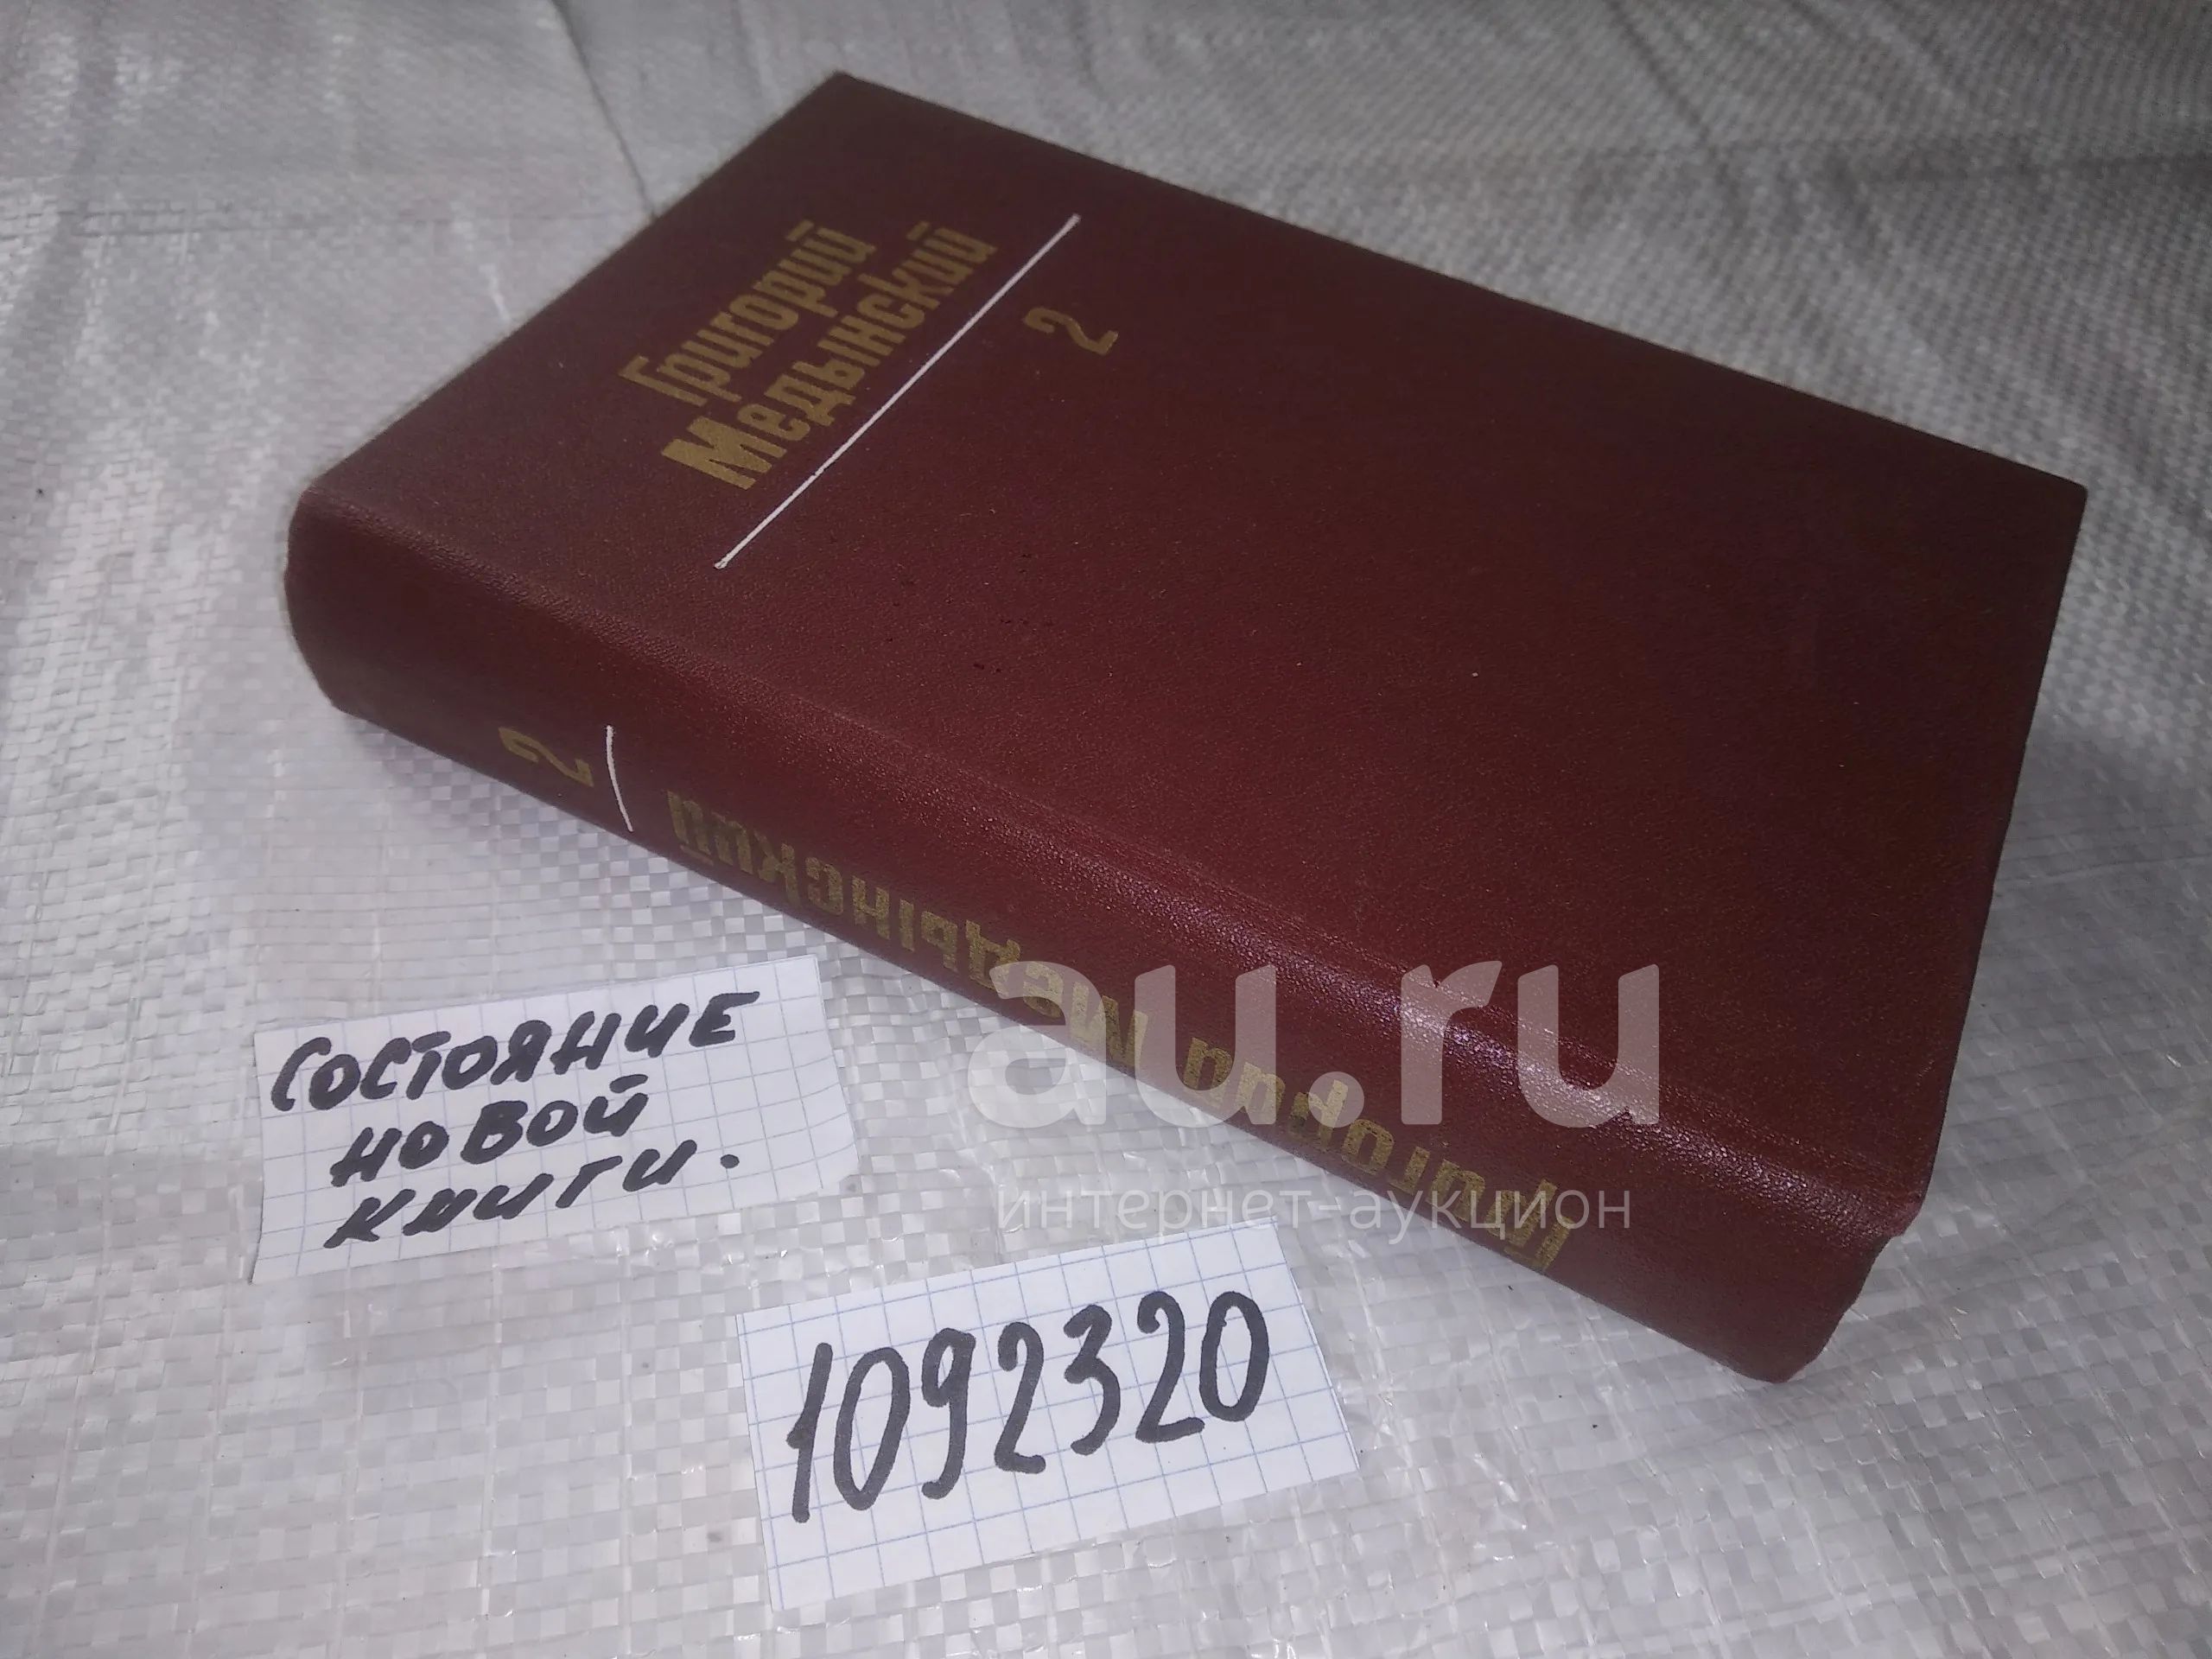 Григорий
Медынский
2
2
Григорий Медынский
au.ru
интернет-аукцион
СОСТОЯНИЕ
НОВОЙ
КНИГИ.
1092320